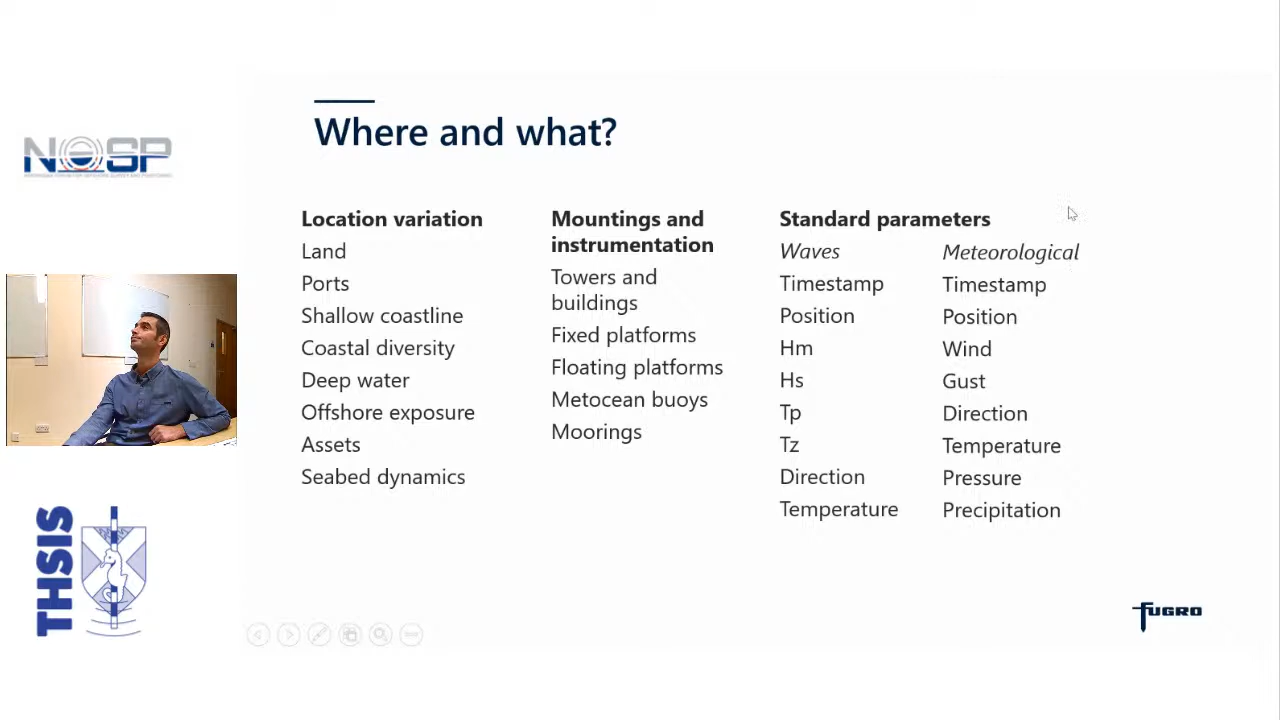 Where and what?
NOSP
Location variation
Land
Ports
Shallow coastline
Coastal diversity
Deep water
Offshore exposure
Assets
Seabed dynamics
Mountings and
instrumentation
Towers and
buildings
Fixed platforms
Floating platforms
Metocean buoys
Moorings
Standard parameters
Waves
Timestamp
Position
Hm
Hs
Tp
Tz
Direction
Temperature
Meteorological
Timestamp
Position
Wind
Gust
Direction
Temperature
Pressure
Precipitation
THSIS
FUGRO